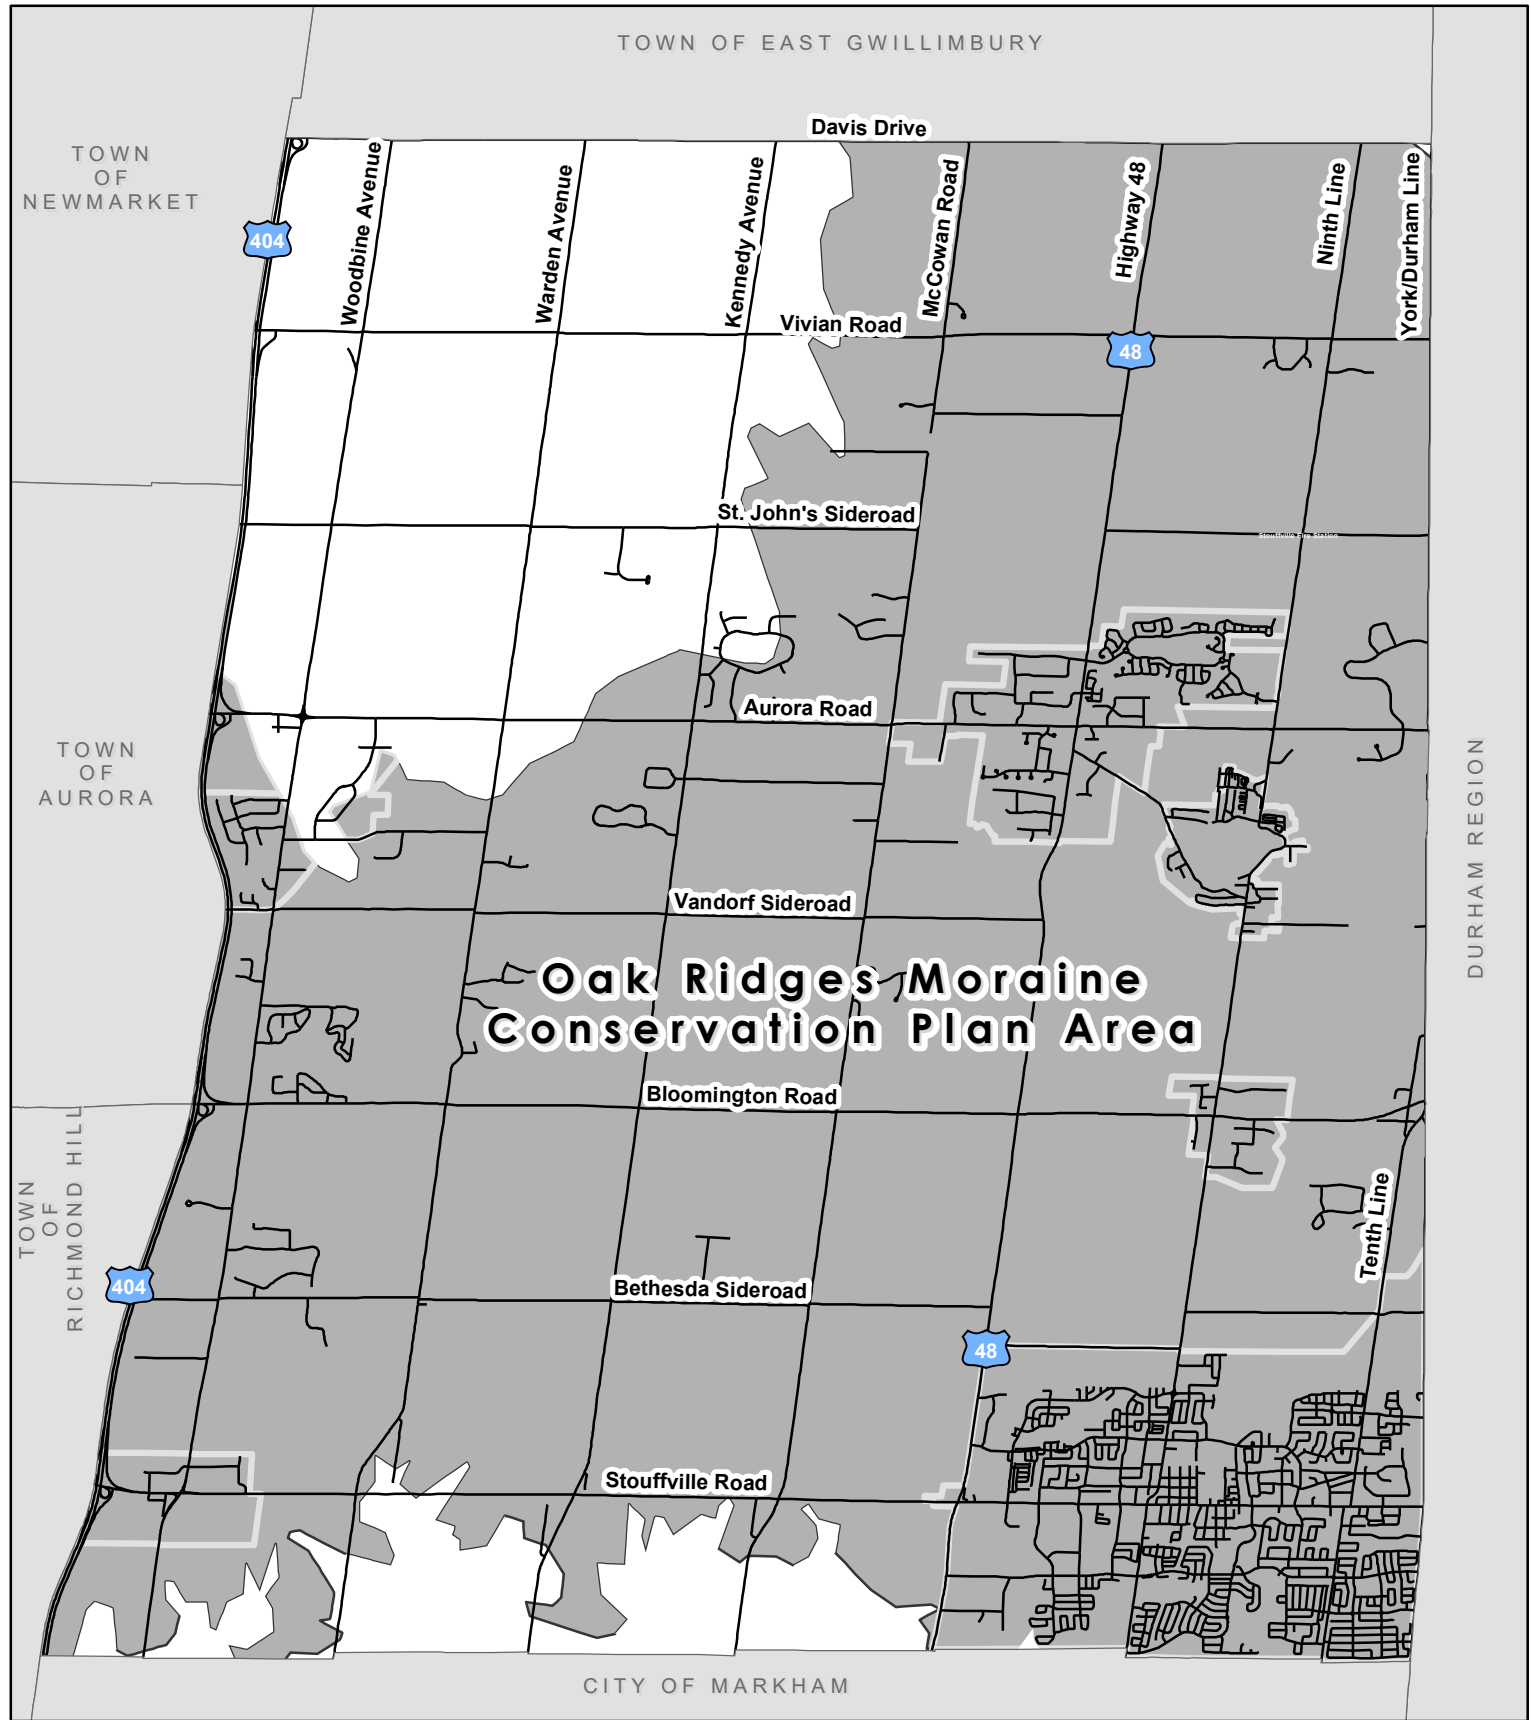 TOWN OF EAST GWILLIMBURY
Davis Drive
TOWN
OF
NEWMARKET
404
Woodbine Avenue
Warden Avenue
Kennedy Avenue
McCowan Road
Highway 48
Ninth Line
York/Durham Line
Vivian Road
48
St. John's Sideroad
Stouffville Fire Station
Aurora Road
TOWN
OF
AURORA
DURHAM REGION
Vandorf Sideroad
Oak Ridges Moraine
Conservation Plan Area
Bloomington Road
TOWN
OF
RICHMOND HILL
Tenth Line
404
Bethesda Sideroad
48
Stouffville Road
CITY OF MARKHAM